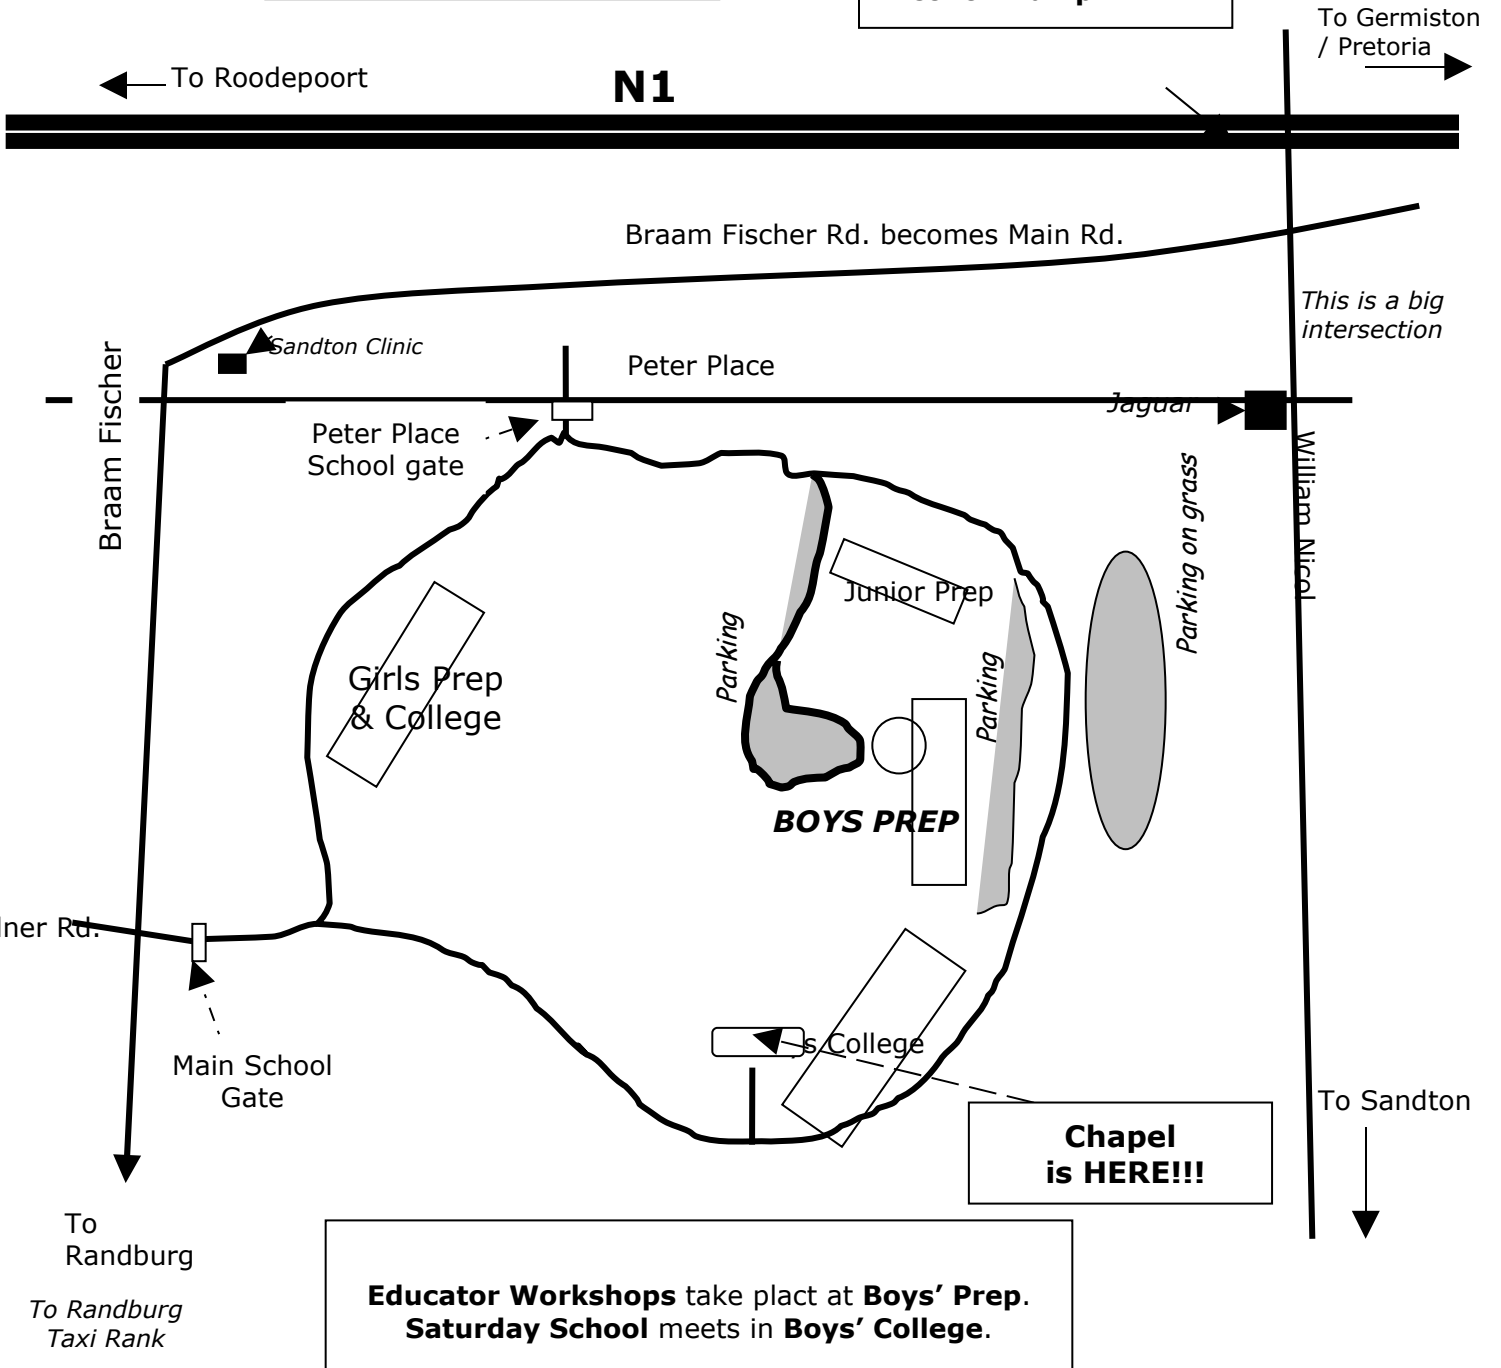 To Germiston
/ Pretoria
To Roodepoort
N1
Braam Fischer Rd. becomes Main Rd.
This is a big
intersection
Sandton Clinic
Peter Place
Braam Fischer
Jaguar
Peter Place
School gate
William Nicol
Parking on grass
Junior Prep
Parking
Parking
Girls Prep
& College
BOYS PREP
Rd.
s College
Main School
Gate
To Sandton
Chapel
is HERE!!!
To
Randburg
To Randburg
Taxi Rank
Educator Workshops take plact at Boys’ Prep.
Saturday School meets in Boys’ College.